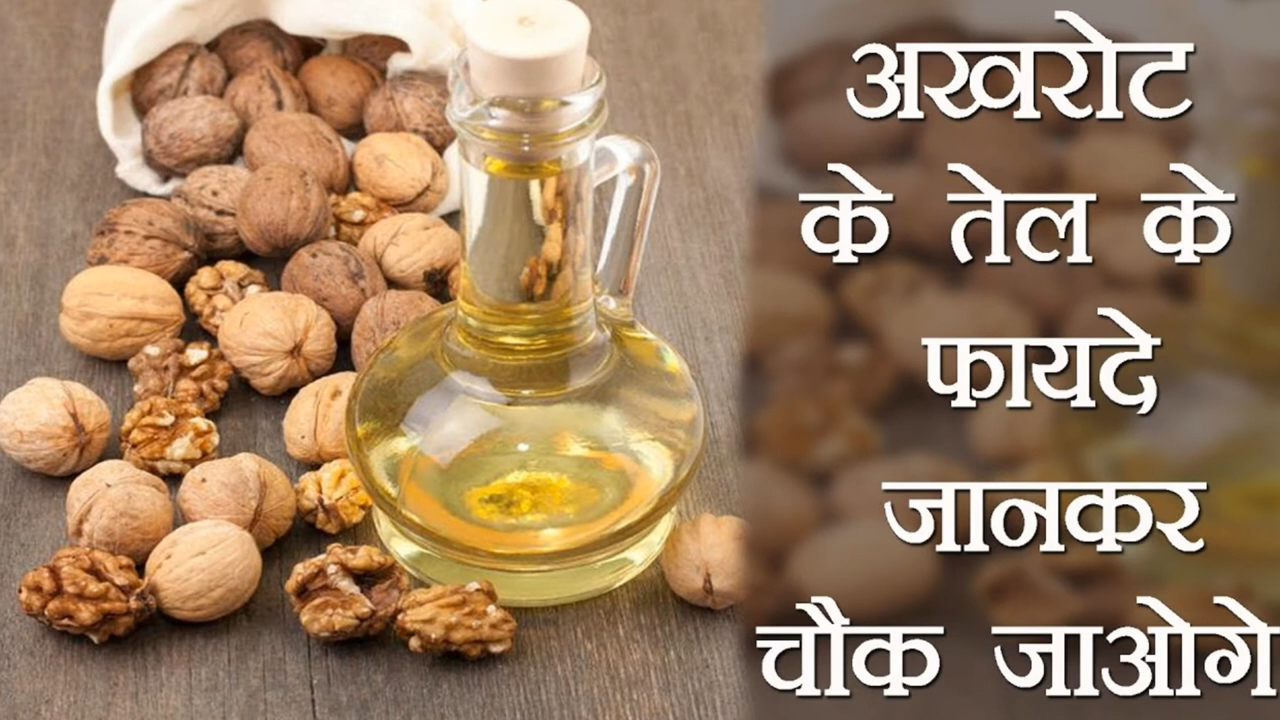 अखरोट
के तेल के
फायदे
जानकर
चौक जाओगे